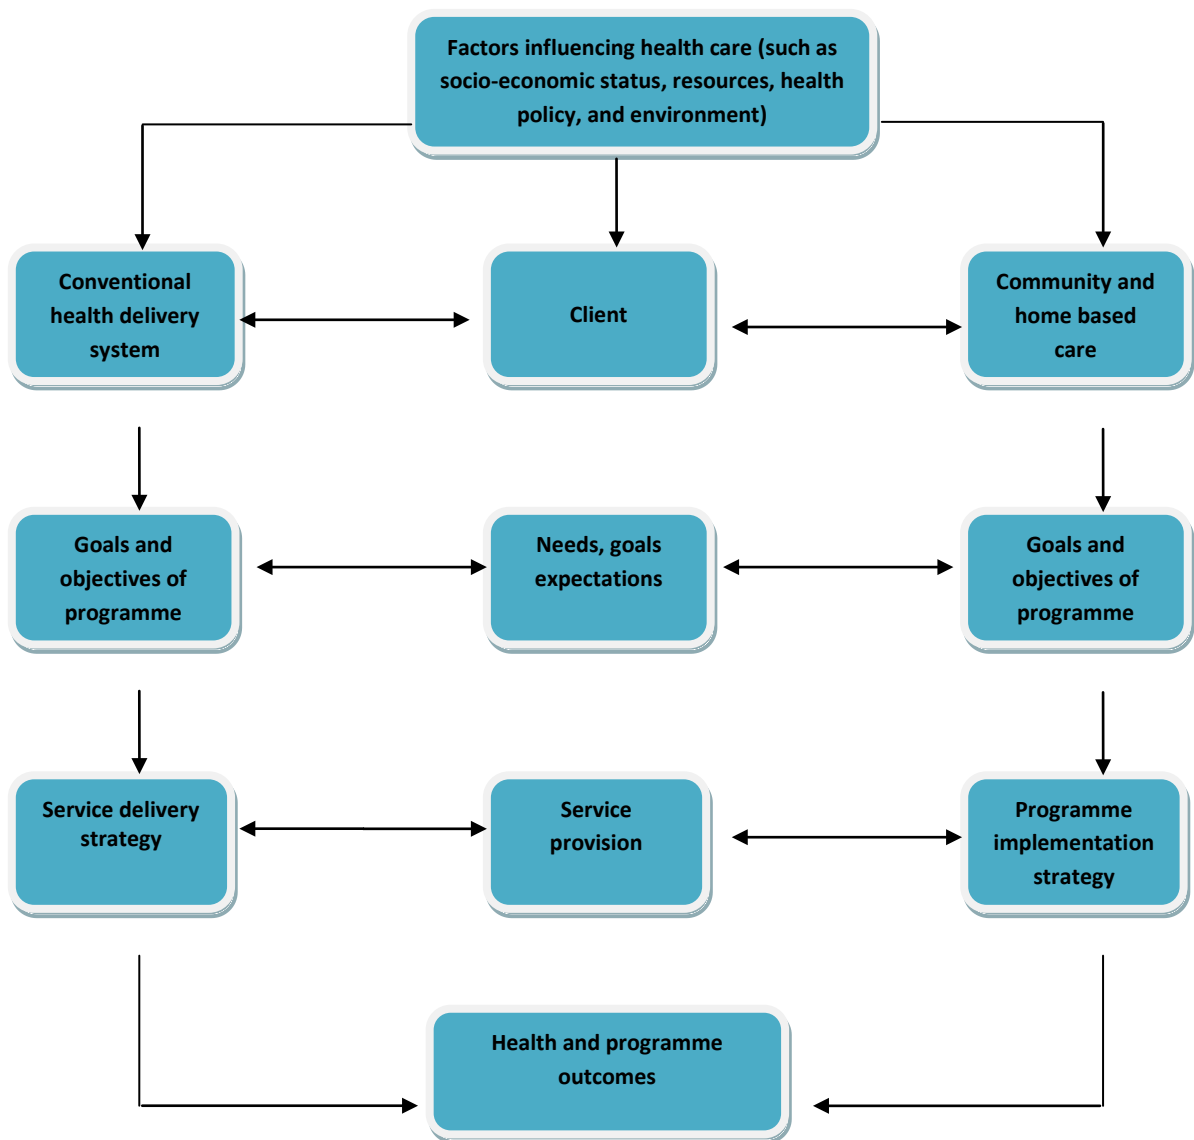 Factors influencing health care (such as
socio-economic status, resources, health
policy, and environment)
Conventional
health delivery
system
Client
Community and
home based
care
Goals and
objectives of
programme
Needs, goals
expectations
Goals and
objectives of
programme
Service delivery
strategy
Service
provision
Programme
implementation
strategy
Health and programme
outcomes